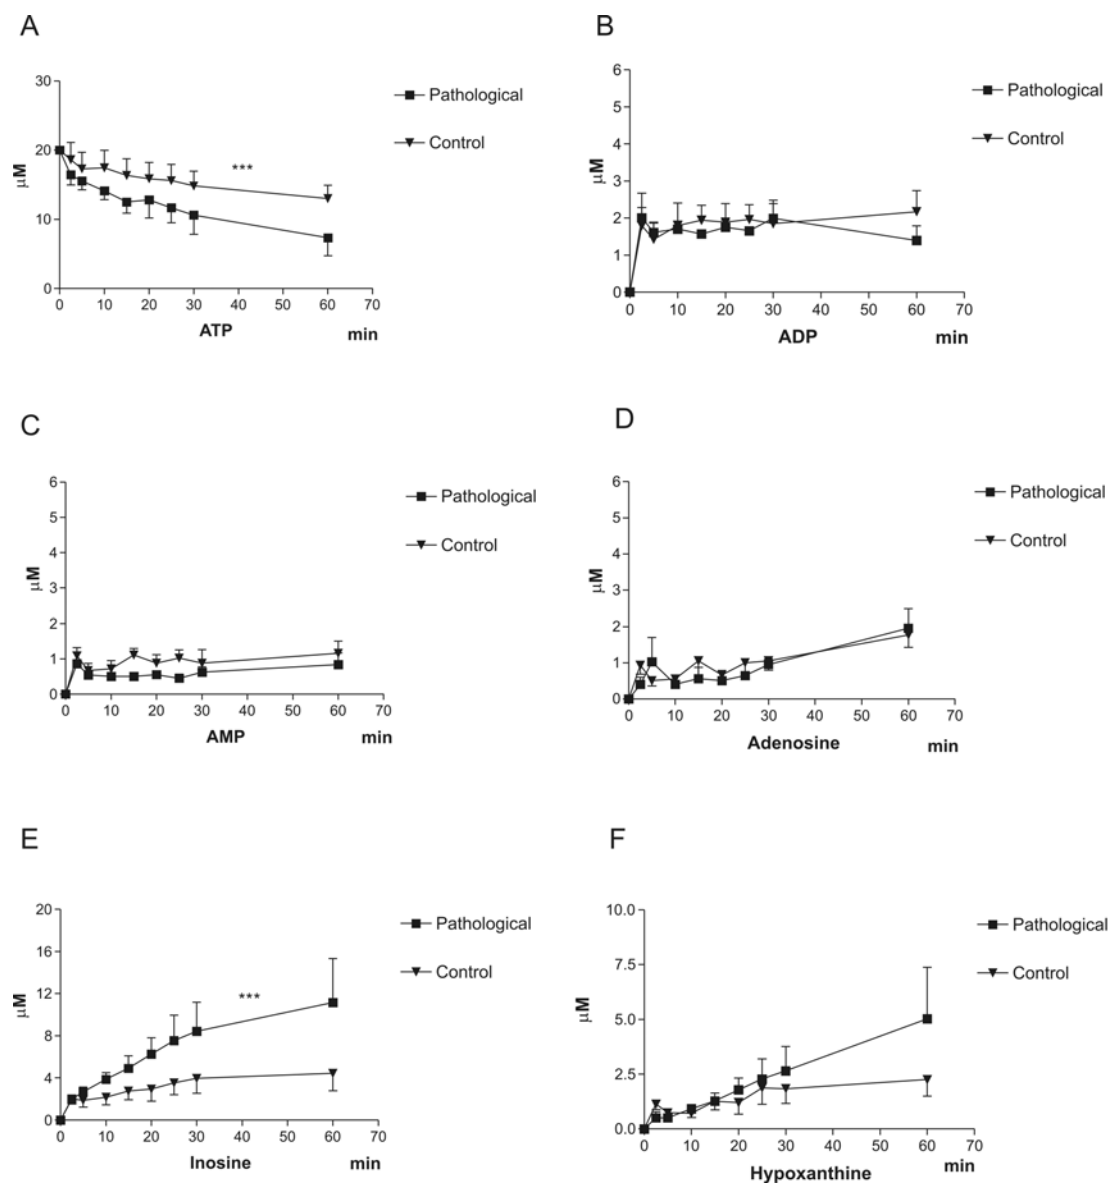 A
30
20
10
0
μM
0 10 20 30 40 50 60 70
ATP
min
***
Pathological
Control
B
6
5
4
3
2
1
0
μM
0 10 20 30 40 50 60 70
ADP
min
Pathological
Control
C
6
5
4
3
2
1
0
μM
0 10 20 30 40 50 60 70
AMP
min
Pathological
Control
D
6
5
4
3
2
1
0
μM
0 10 20 30 40 50 60 70
Adenosine
min
Pathological
Control
E
20
16
12
8
4
0
μM
0 10 20 30 40 50 60 70
Inosine
min
***
Pathological
Control
F
10.0
7.5
5.0
2.5
0.0
μM
0 10 20 30 40 50 60 70
Hypoxanthine
min
Pathological
Control